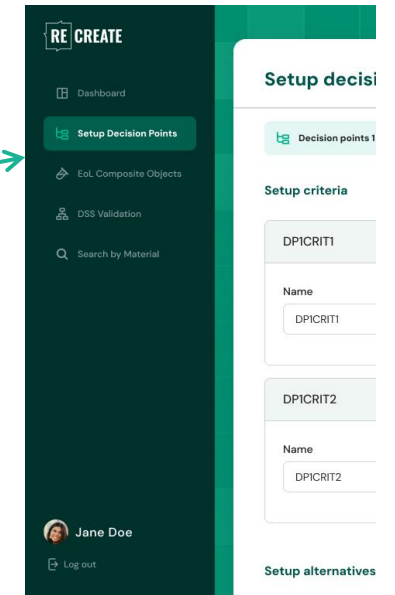 RE CREATE
Dashboard
Setup Decision Points
EoL Composite Objects
DSS Validation
Search by Material
Jane Doe
Log out
Setup decisi
Decision points 1
Setup criteria
DP1CRIT1
Name
DP1CRIT1
DP1CRIT2
Name
DP1CRIT2
Setup alternatives